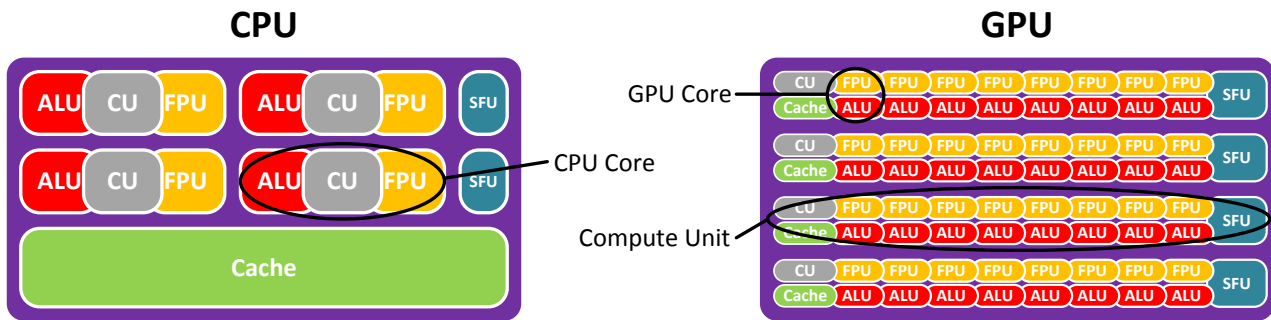 CPU
GPU
ALU CU FPU ALU CU FPU SFU
ALU CU FPU ALU CU FPU SFU
Cache
CPU Core
GPU Core
Compute Unit
CU FPU FPU FPU FPU FPU FPU FPU FPU SFU
Cache ALU ALU ALU ALU ALU ALU ALU ALU
CU FPU FPU FPU FPU FPU FPU FPU FPU SFU
Cache ALU ALU ALU ALU ALU ALU ALU ALU
CU FPU FPU FPU FPU FPU FPU FPU FPU SFU
Cache ALU ALU ALU ALU ALU ALU ALU ALU
CU FPU FPU FPU FPU FPU FPU FPU FPU SFU
Cache ALU ALU ALU ALU ALU ALU ALU ALU